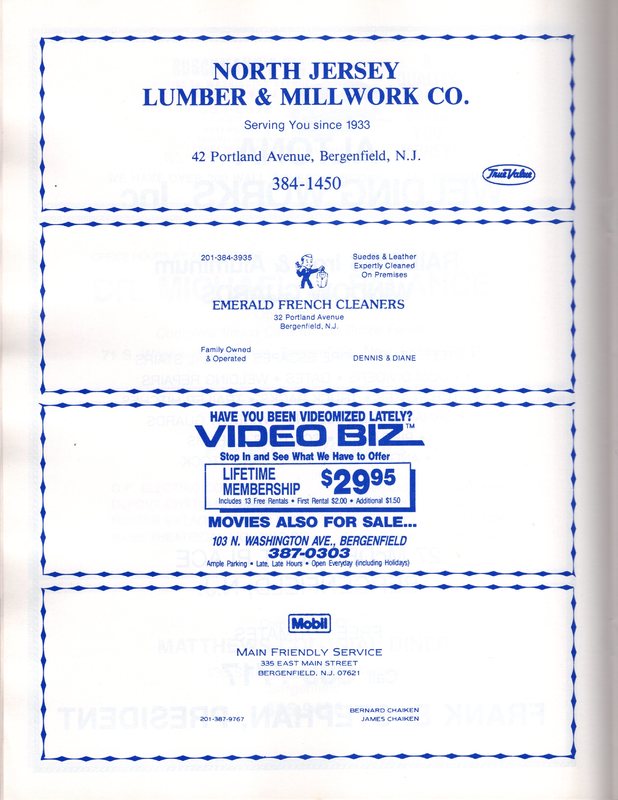 NORTH JERSEY
LUMBER & MILLWORK CO.
Serving You since 1933
42 Portland Avenue, Bergenfield, N.J.
384-1450
True Value
201-384-3935
Suedes & Leather
Expertly Cleaned
On Premises
EMERALD FRENCH CLEANERS
32 Portland Avenue
Bergenfield, N.J.
Family Owned
& Operated
DENNIS & DIANE
HAVE YOU BEEN VIDEOMIZED LATELY?
VIDEO BIZ™
Stop In and See What We Have to Offer
LIFETIME
MEMBERSHIP
$29.95
Includes 13 Free Rentals • First Rental $2.00 • Additional $1.50
MOVIES ALSO FOR SALE...
103 N. WASHINGTON AVE., BERGENFIELD
387-0303
Ample Parking • Late, Late Hours • Open Everyday (including Holidays)
Mobil
MAIN FRIENDLY SERVICE
335 EAST MAIN STREET
BERGENFIELD, N.J. 07621
201-387-9767
BERNARD CHAIKEN
JAMES CHAIKEN